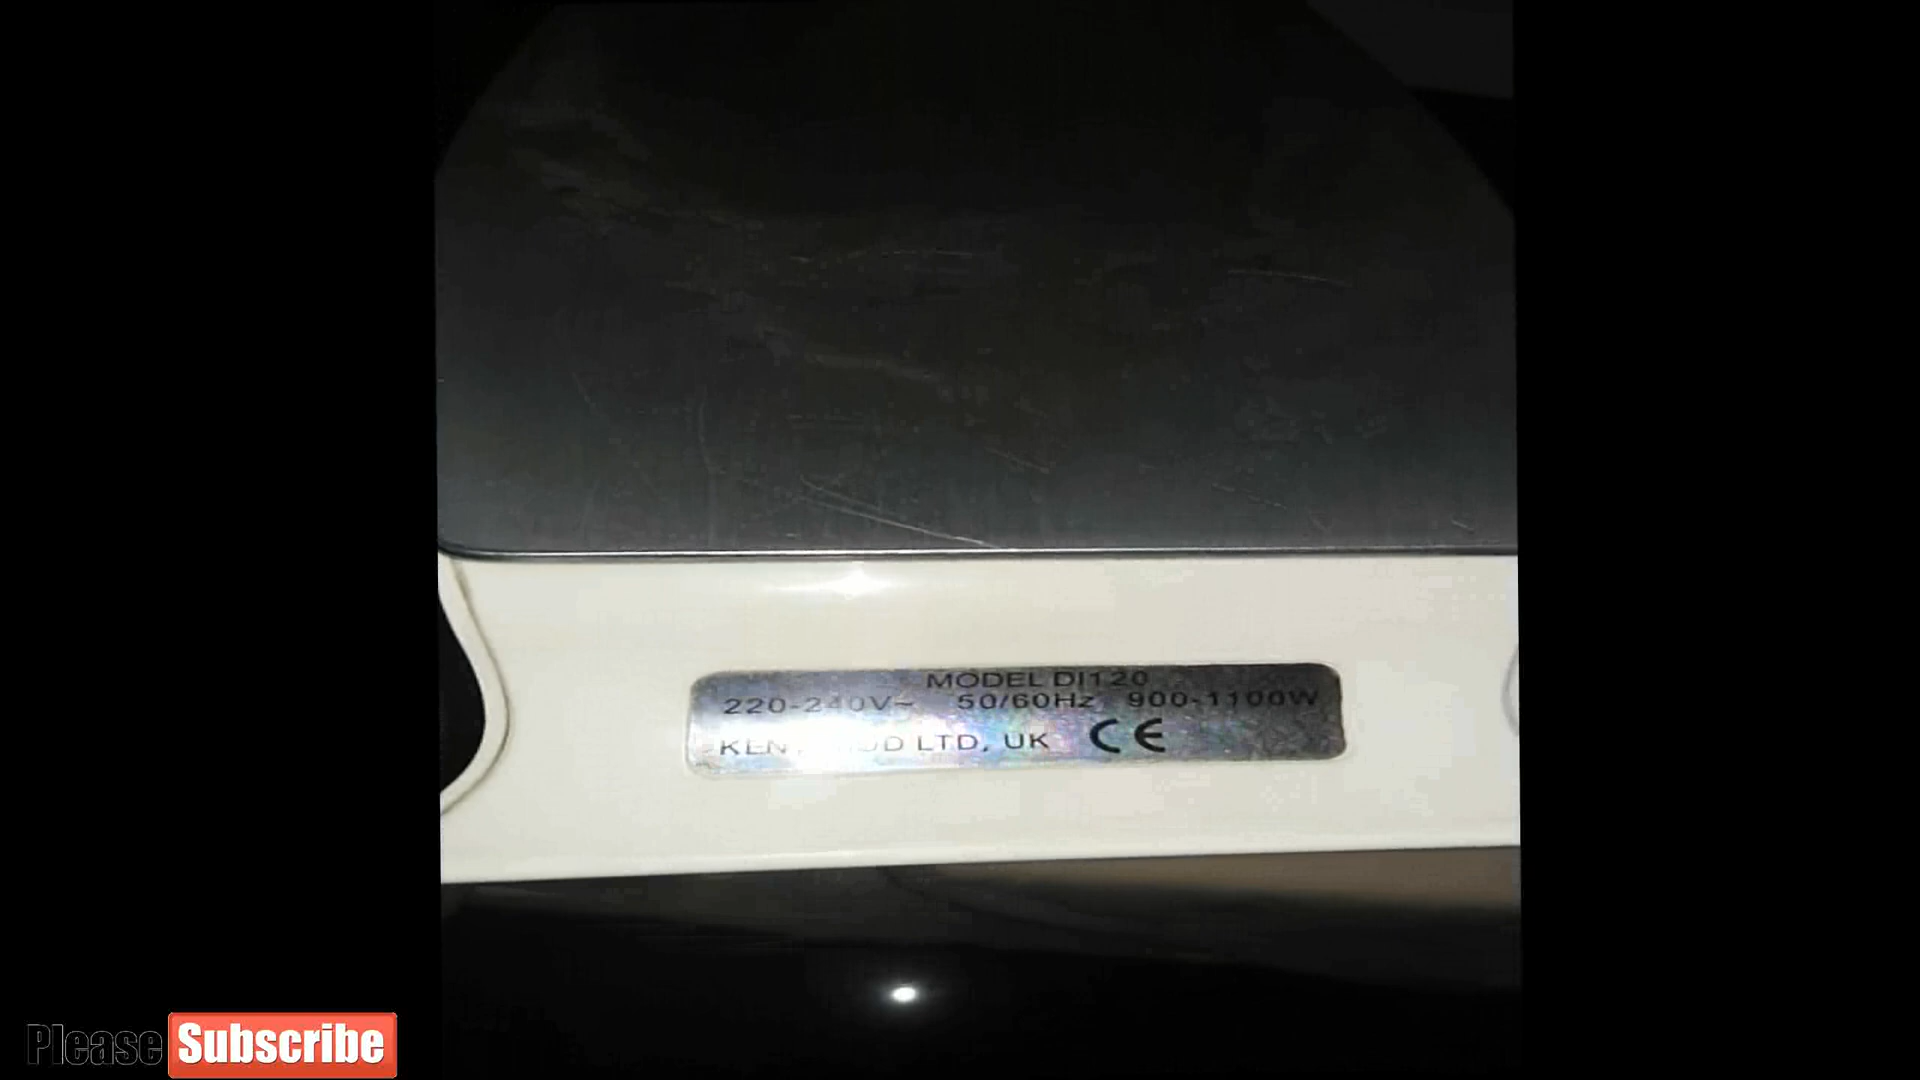 MODEL DI120
220-240V~ 50/60Hz 900-1100W
LTD, UK CE
Please Subscribe